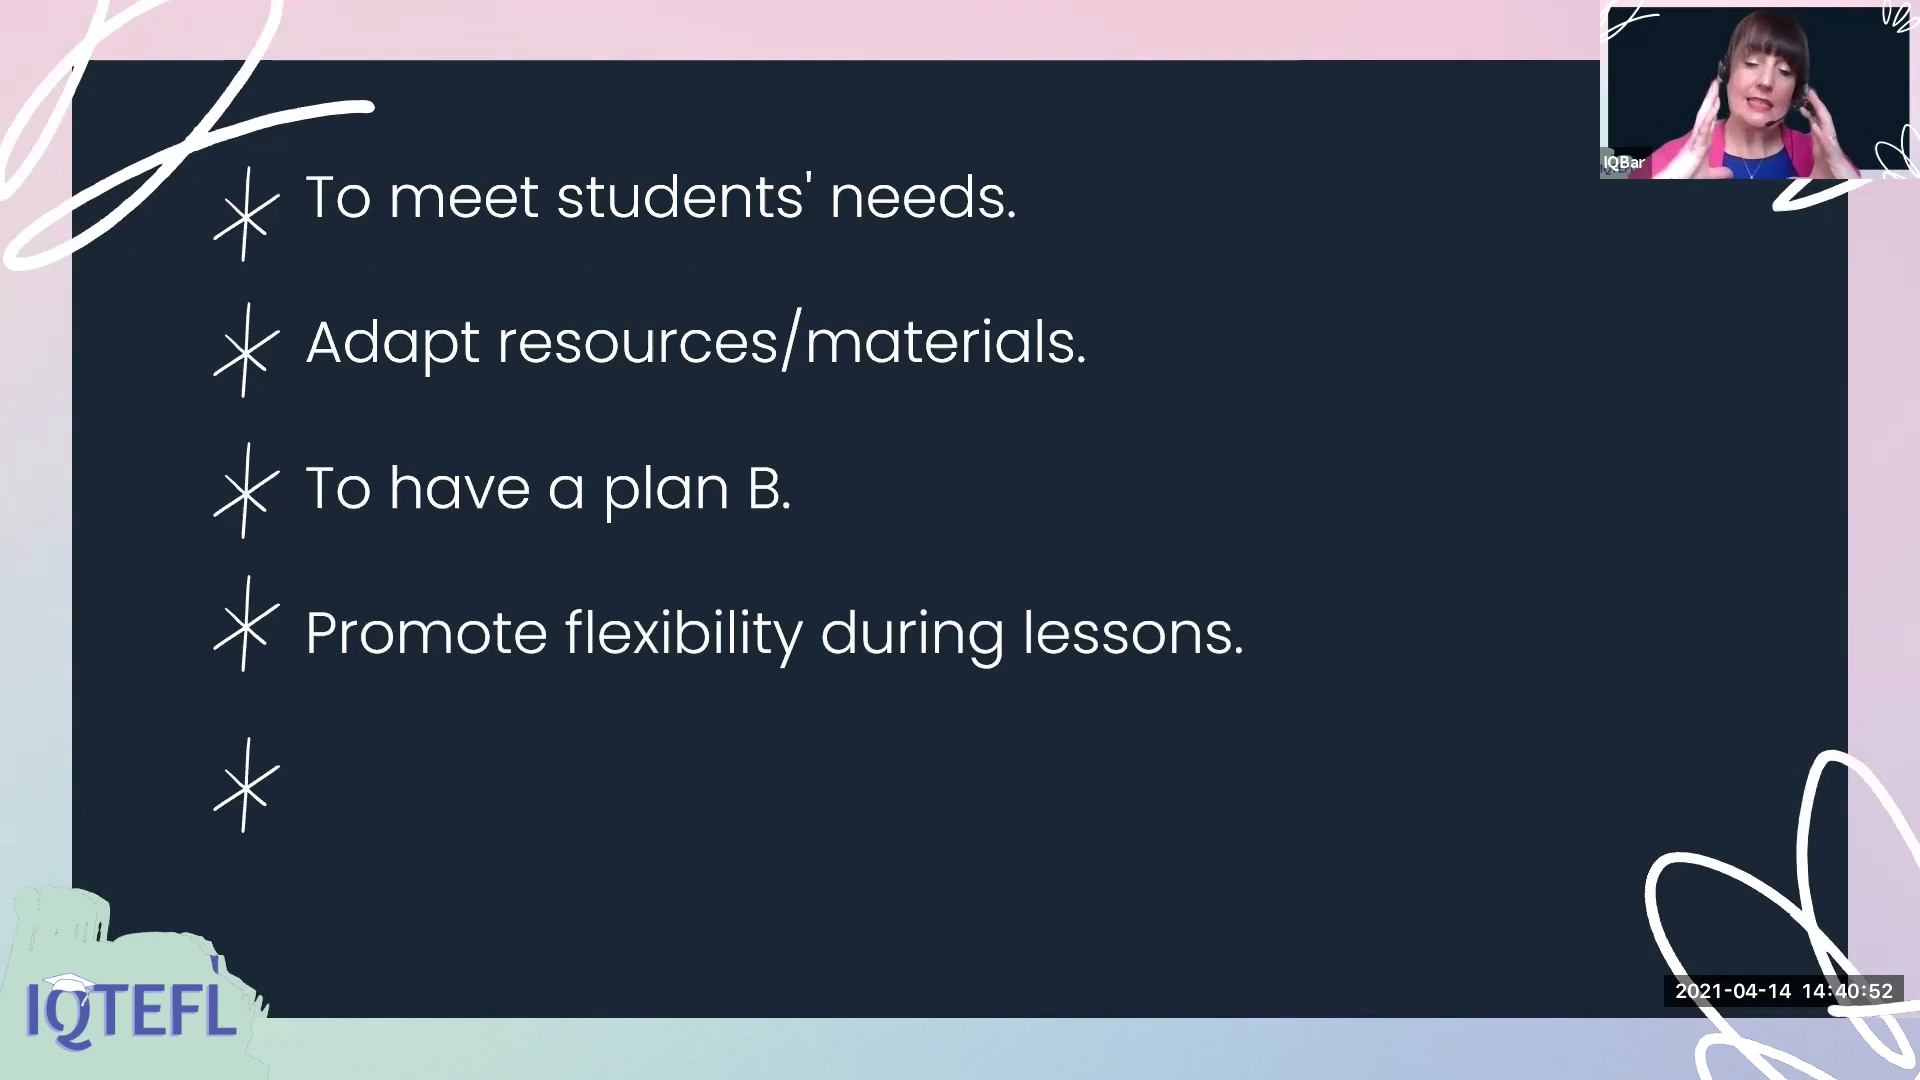 IQBar
To meet students' needs.
Adapt resources/materials.
To have a plan B.
Promote flexibility during lessons.
IQTEFL
2021-04-14 14:40:52